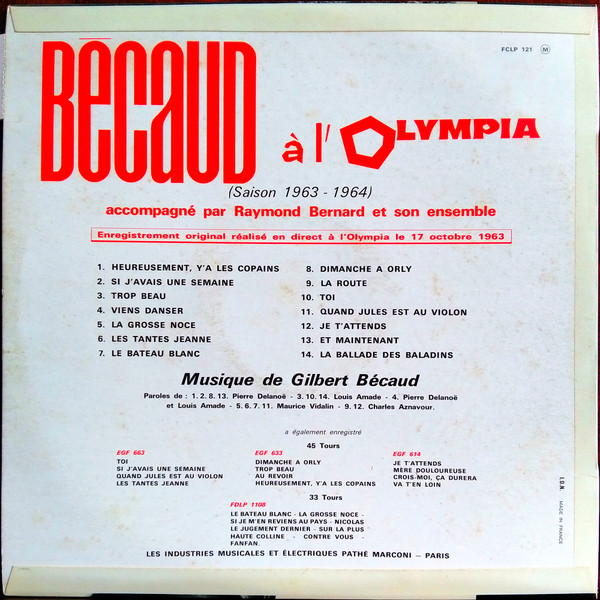 FCLP 121 M
BÉCAUD à l'OLYMPIA
(Saison 1963 - 1964)
accompagné par Raymond Bernard et son ensemble
Enregistrement original réalisé en direct à l'Olympia le 17 octobre 1963
1. HEUREUSEMENT, Y'A LES COPAINS
2. SI J'AVAIS UNE SEMAINE
3. TROP BEAU
4. VIENS DANSER
5. LA GROSSE NOCE
6. LES TANTES JEANNE
7. LE BATEAU BLANC
8. DIMANCHE A ORLY
9. LA ROUTE
10. TOI
11. QUAND JULES EST AU VIOLON
12. JE T'ATTENDS
13. ET MAINTENANT
14. LA BALLADE DES BALADINS
Musique de Gilbert Bécaud
Paroles de : 1. 2. 8. 13. Pierre Delanoë - 3. 10. 14. Louis Amade - 4. Pierre Delanoë
et Louis Amade - 5. 6. 7. 11. Maurice Vidalin - 9. 12. Charles Aznavour.
a également enregistré
45 Tours
EGF 663
TOI
SI J'AVAIS UNE SEMAINE
QUAND JULES EST AU VIOLON
LES TANTES JEANNE
EGF 633
DIMANCHE A ORLY
TROP BEAU
AU REVOIR
HEUREUSEMENT, Y'A LES COPAINS
EGF 614
JE T'ATTENDS
MÈRE DOULOUREUSE
CROIS-MOI, ÇA DURERA
VA T'EN LOIN
33 Tours
FDLP 1108
LE BATEAU BLANC - LA GROSSE NOCE -
SI JE M'EN REVIENS AU PAYS - NICOLAS
LE JUGEMENT DERNIER - SUR LA PLUS
HAUTE COLLINE - CONTRE VOUS -
FANFAN.
LES INDUSTRIES MUSICALES ET ÉLECTRIQUES PATHÉ MARCONI — PARIS
I.D.N.
MADE IN FRANCE